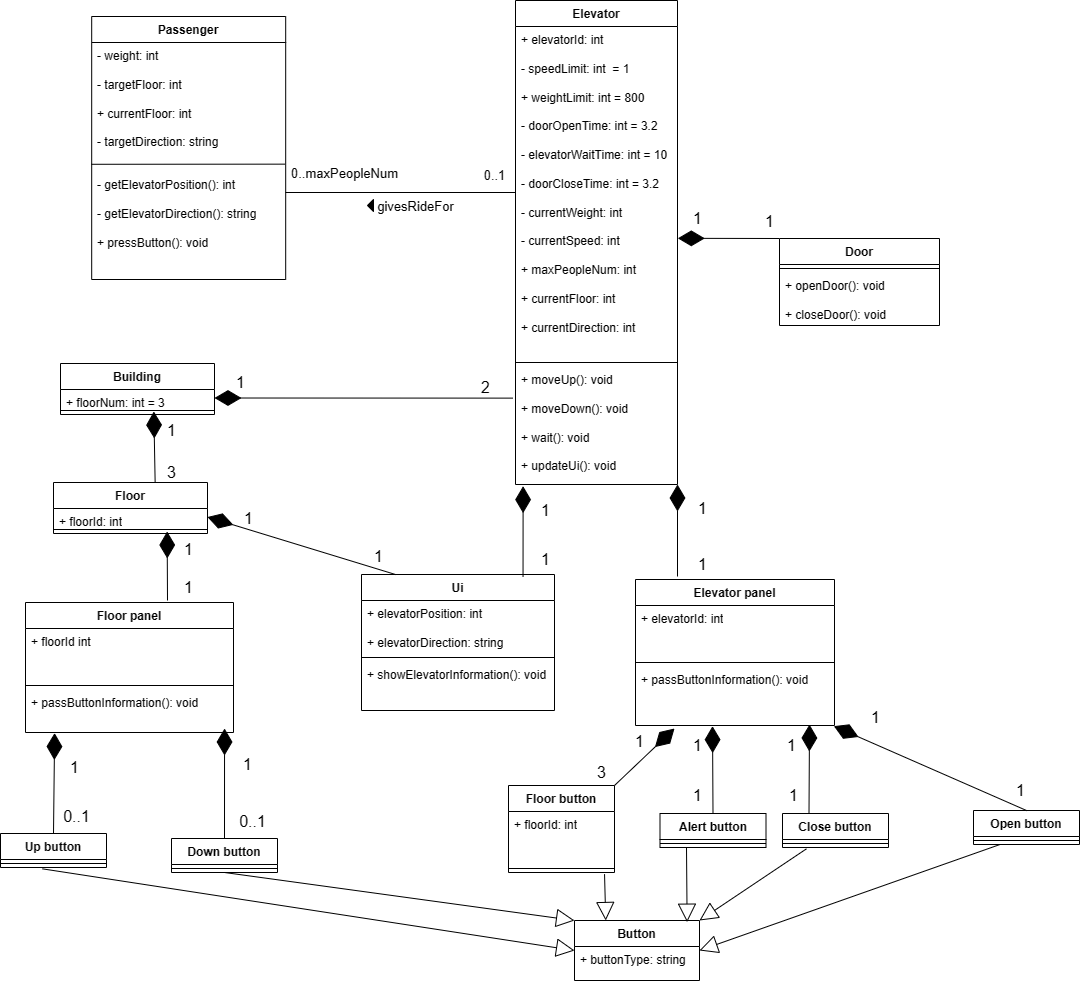 Passenger
- weight: int
- targetFloor: int
+ currentFloor: int
- targetDirection: string
- getElevatorPosition(): int
- getElevatorDirection(): string
+ pressButton(): void
0..maxPeopleNum
0..1
givesRideFor
Elevator
+ elevatorId: int
- speedLimit: int  = 1
+ weightLimit: int = 800
- doorOpenTime: int = 3.2
- elevatorWaitTime: int = 10
- doorCloseTime: int = 3.2
- currentWeight: int
- currentSpeed: int
+ maxPeopleNum: int
+ currentFloor: int
+ currentDirection: int
+ moveUp(): void
+ moveDown(): void
+ wait(): void
+ updateUi(): void
1
1
Door
+ openDoor(): void
+ closeDoor(): void
Building
+ floorNum: int = 3
1
2
1
3
Floor
+ floorId: int
1
1
1
1
1
1
Floor panel
+ floorId int
+ passButtonInformation(): void
Ui
+ elevatorPosition: int
+ elevatorDirection: string
+ showElevatorInformation(): void
1
1
Elevator panel
+ elevatorId: int
+ passButtonInformation(): void
1
0..1
1
0..1
Up button
Down button
1
3
1
1
1
1
1
1
Floor button
+ floorId: int
Alert button
Close button
Open button
Button
+ buttonType: string